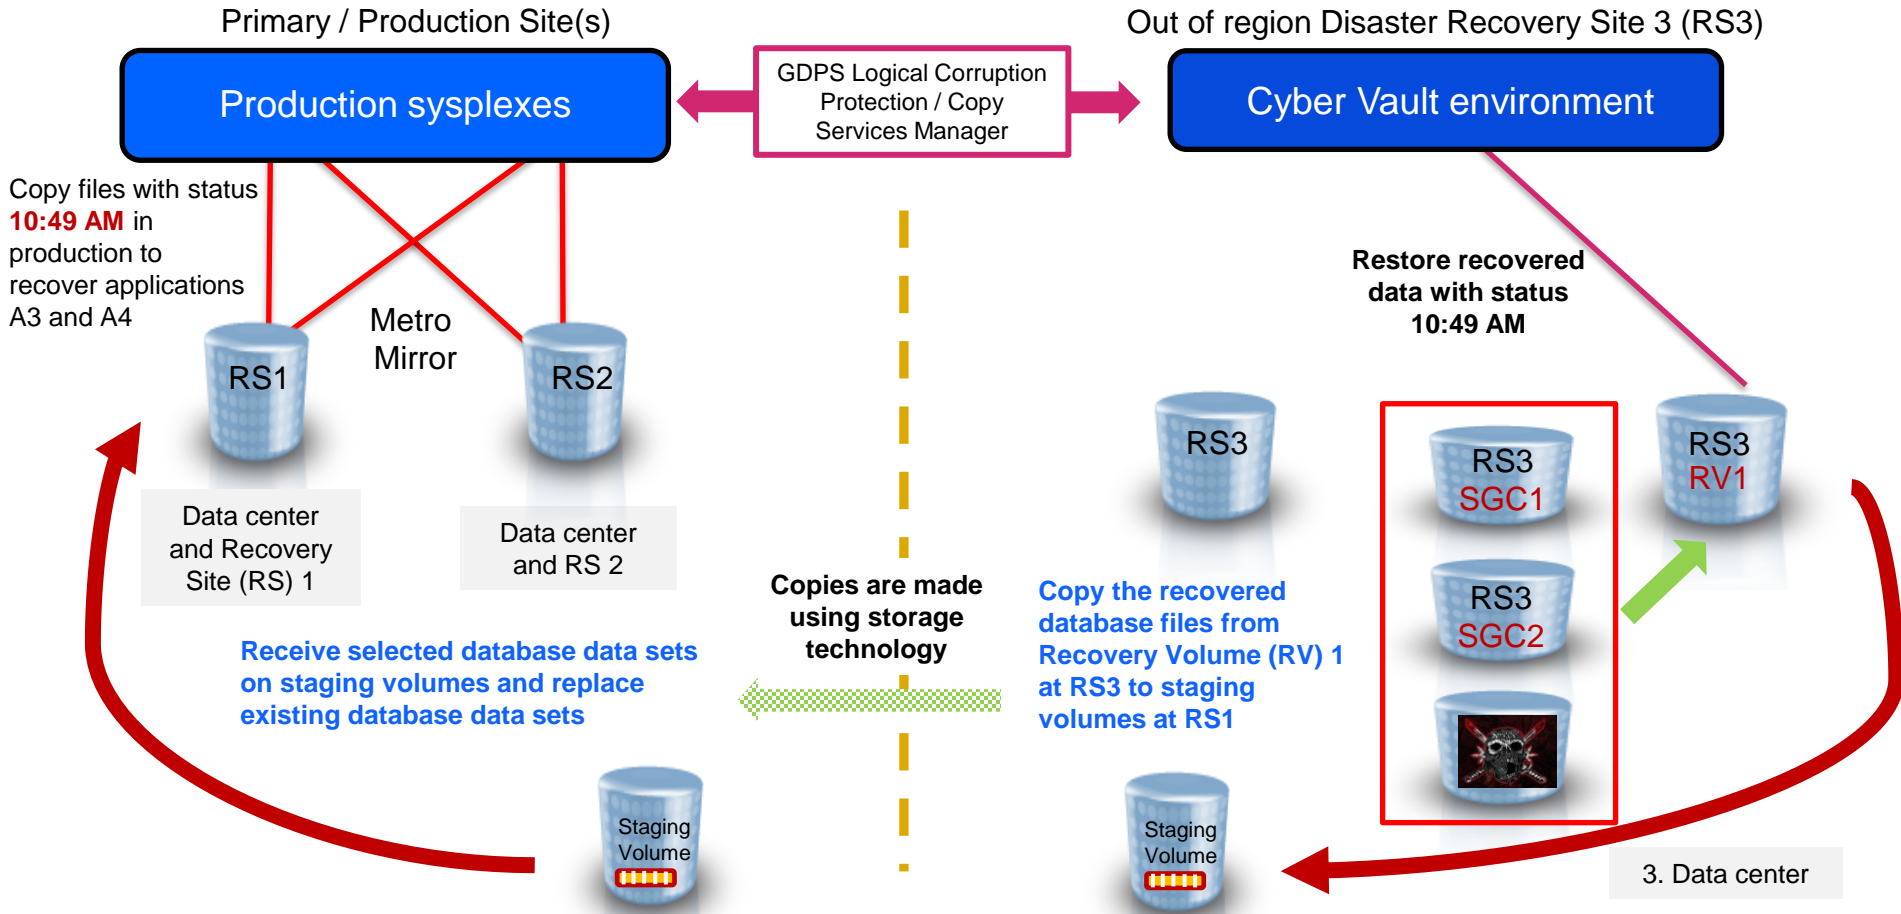 Primary / Production Site(s)
Out of region Disaster Recovery Site 3 (RS3)
Production sysplexes
GDPS Logical Corruption
Protection / Copy
Services Manager
Cyber Vault environment
Copy files with status
10:49 AM in
production to
recover applications
A3 and A4
Metro
Mirror
RS1
RS2
Restore recovered
data with status
10:49 AM
RS3
RS3
SGC1
RS3
RV1
Data center
and Recovery
Site (RS) 1
Data center
and RS 2
RS3
SGC2
Copies are made
using storage
technology
Copy the recovered
database files from
Recovery Volume (RV) 1
at RS3 to staging
volumes at RS1
Receive selected database data sets
on staging volumes and replace
existing database data sets
Staging
Volume
Staging
Volume
3. Data center